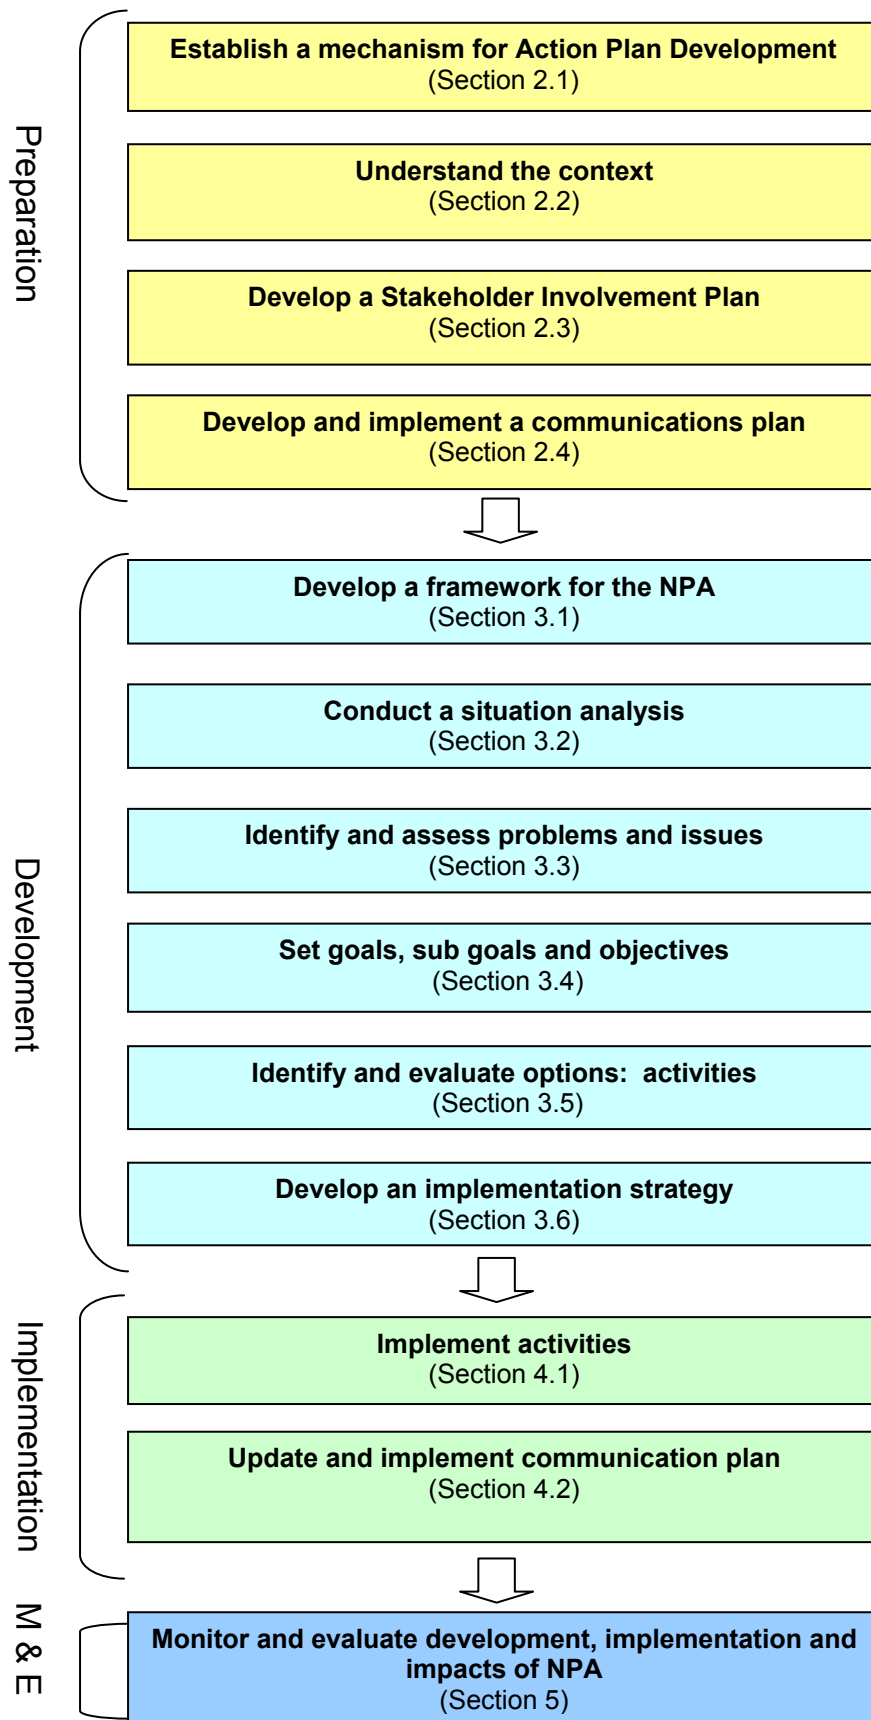 Preparation
Establish a mechanism for Action Plan Development
(Section 2.1)
Understand the context
(Section 2.2)
Develop a Stakeholder Involvement Plan
(Section 2.3)
Develop and implement a communications plan
(Section 2.4)
Development
Develop a framework for the NPA
(Section 3.1)
Conduct a situation analysis
(Section 3.2)
Identify and assess problems and issues
(Section 3.3)
Set goals, sub goals and objectives
(Section 3.4)
Identify and evaluate options:  activities
(Section 3.5)
Develop an implementation strategy
(Section 3.6)
Implementation
Implement activities
(Section 4.1)
Update and implement communication plan
(Section 4.2)
M & E
Monitor and evaluate development, implementation and
impacts of NPA
(Section 5)